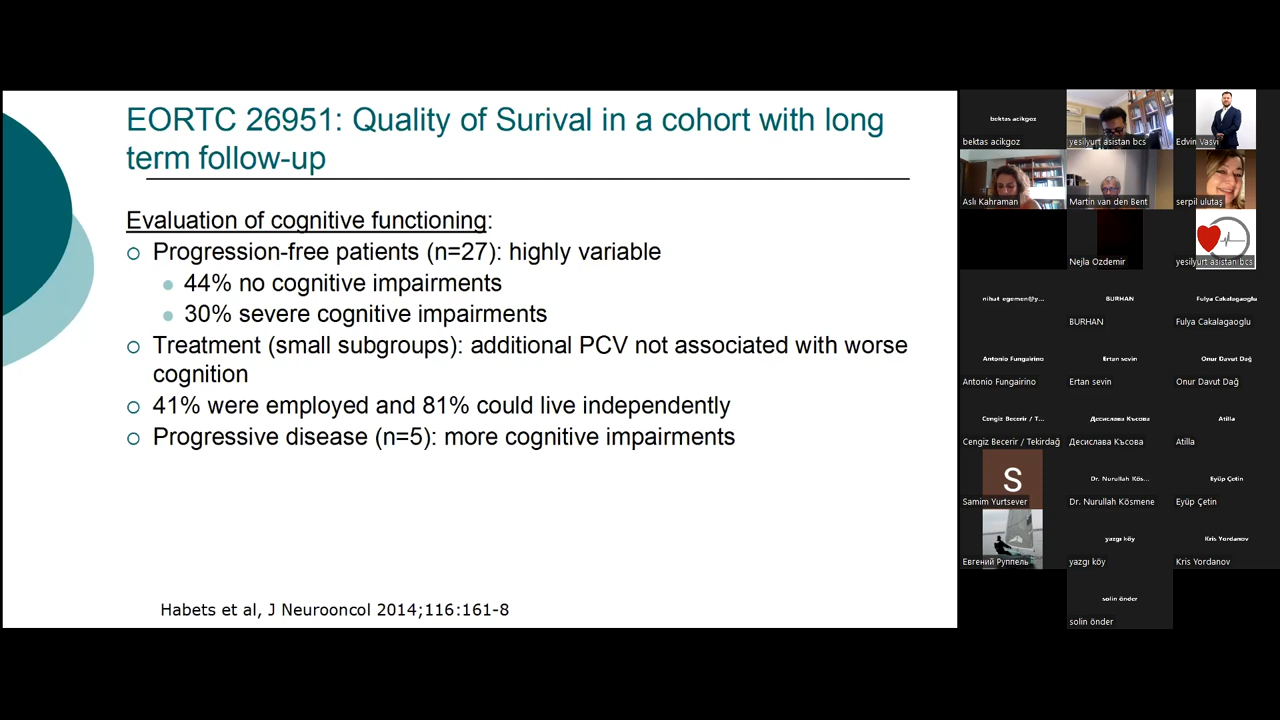 EORTC 26951: Quality of Surival in a cohort with long
term follow-up
Evaluation of cognitive functioning:
Progression-free patients (n=27): highly variable
44% no cognitive impairments
30% severe cognitive impairments
Treatment (small subgroups): additional PCV not associated with worse
cognition
41% were employed and 81% could live independently
Progressive disease (n=5): more cognitive impairments
Habets et al, J Neurooncol 2014;116:161-8
bektas acikgoz
bektas acikgoz
yesilyurt asistan bcs
Edvin Vasvi
Aslı Kahraman
Martin van den Bent
serpil ulutaş
Nejla Ozdemir
yesilyurt asistan bcs
nihat egemen@y...
BURHAN
BURHAN
Fulya Cakalagaoglu
Fulya Cakalagaoglu
Antonio Fungairino
Antonio Fungairino
Ertan sevin
Ertan sevin
Onur Davut Dağ
Onur Davut Dağ
Cengiz Becerir / T...
Cengiz Becerir / Tekirdağ
Десислава Късова
Десислава Късова
Atilla
Atilla
S
Samim Yurtsever
Dr. Nurullah Kös...
Dr. Nurullah Kösmene
Eyüp Çetin
Eyüp Çetin
Евгений Руппель
yazgı köy
yazgı köy
Kris Yordanov
Kris Yordanov
solin önder
solin önder